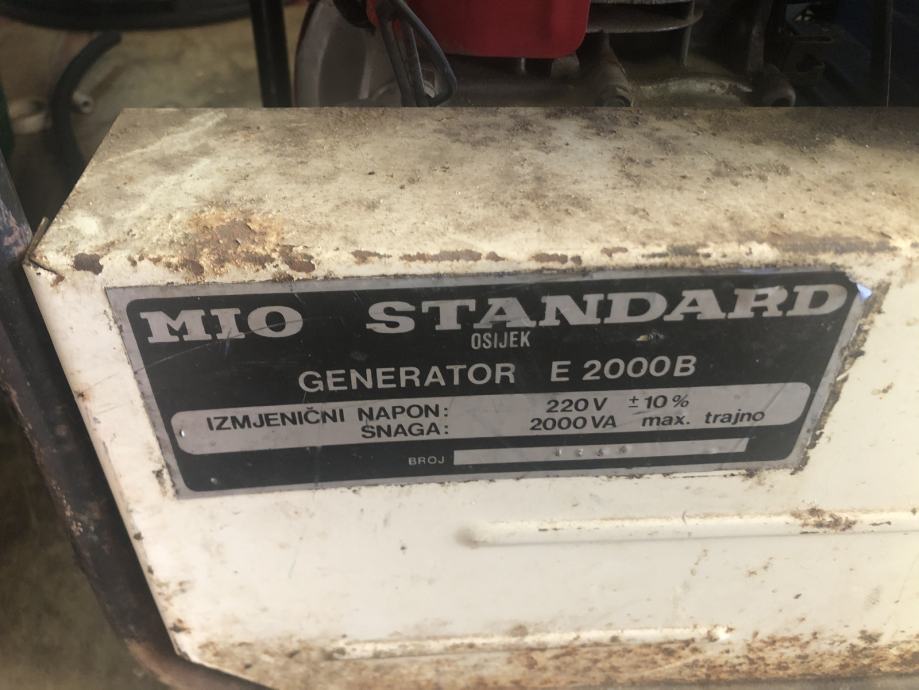 MIO STANDARD
OSIJEK
GENERATOR E 2000B
IZMJENIČNI NAPON: 220V ±10%
SNAGA: 2000VA max. trajno
BROJ